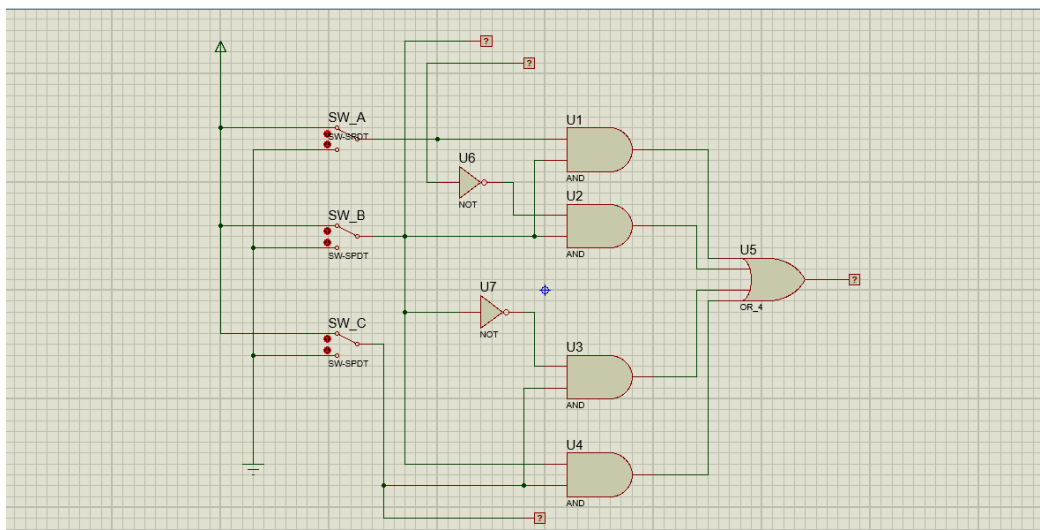 ?
?
SW_A
SW-SPDT
U1
AND
U6
NOT
U2
AND
SW_B
SW-SPDT
U5
OR_4
?
U7
NOT
SW_C
SW-SPDT
U3
AND
U4
AND
?